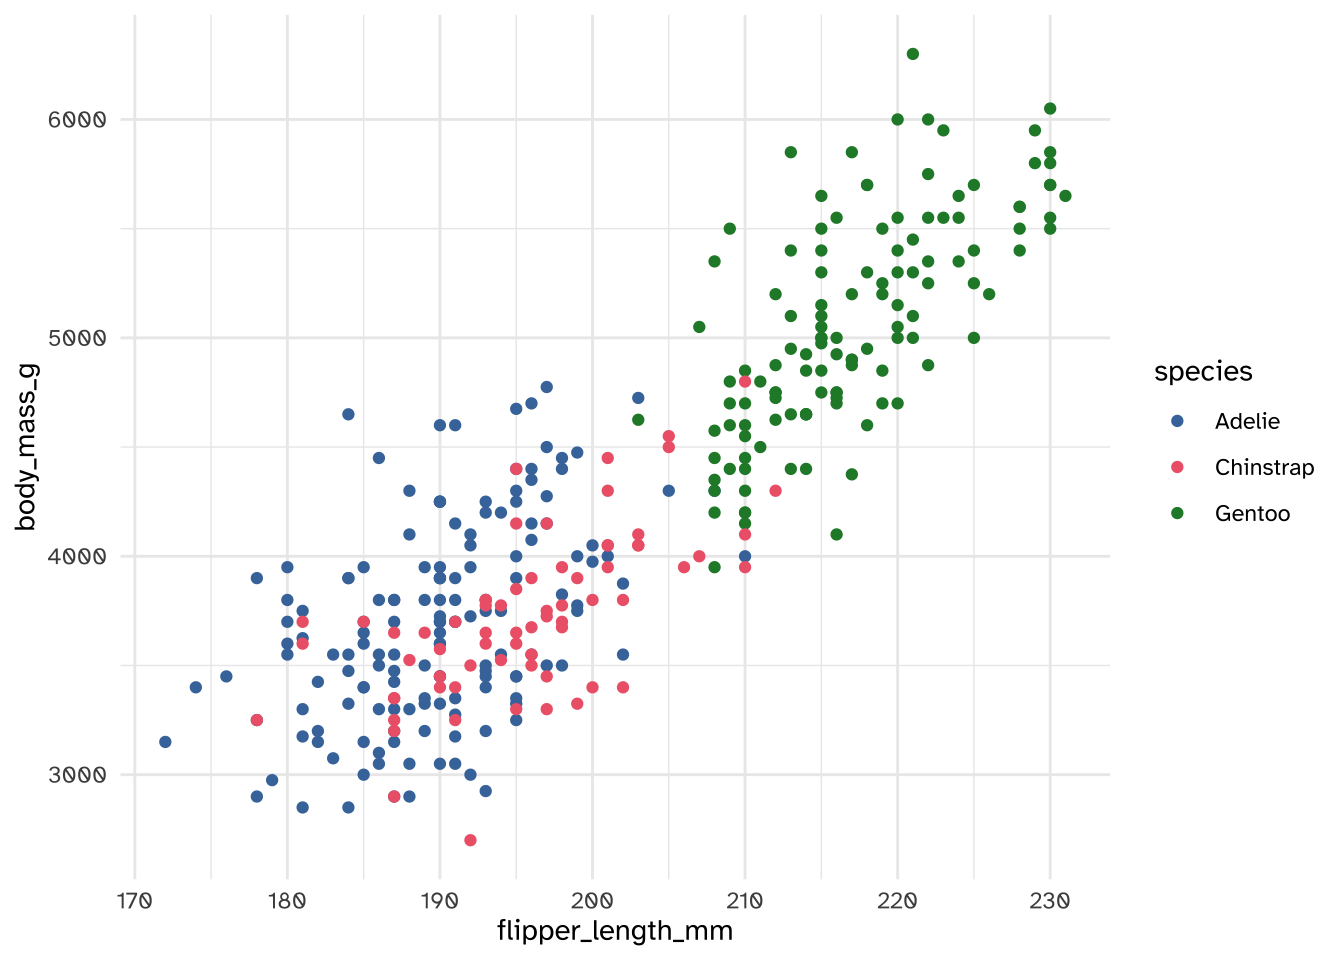 6000
5000
4000
3000
body_mass_g
170 180 190 200 210 220 230
flipper_length_mm
species
Adelie
Chinstrap
Gentoo